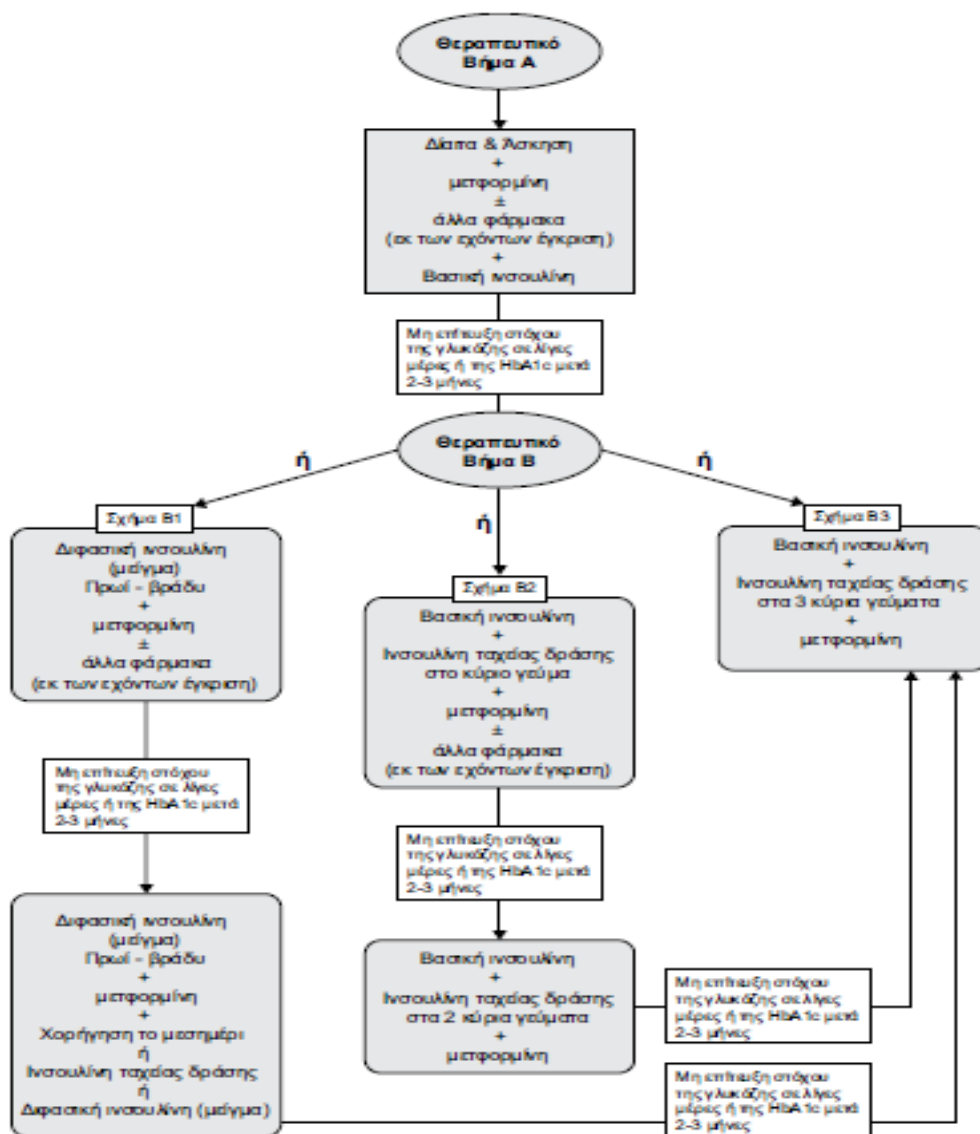 Θεραπευτικό
Βήμα Α
Δίαιτα & Άσκηση
+
μετφορμίνη
±
άλλα φάρμακα
(εκ των εχόντων έγκριση)
+
Βασική ινσουλίνη
Μη επίτευξη στόχου
της γλυκόζης σε λίγες
μέρες ή της HbA1c μετά
2-3 μήνες
Θεραπευτικό
Βήμα Β
ή
ή
ή
Σχήμα Β1
Διφασική ινσουλίνη
(μείγμα)
Πρωί - βράδυ
+
μετφορμίνη
±
άλλα φάρμακα
(εκ των εχόντων έγκριση)
Μη επίτευξη στόχου
της γλυκόζης σε λίγες
μέρες ή της HbA1c μετά
2-3 μήνες
Διφασική ινσουλίνη
(μείγμα)
Πρωί - βράδυ
+
μετφορμίνη
+
Χορήγηση το μεσημέρι
ή
Ινσουλίνη ταχείας δράσης
ή
Διφασική ινσουλίνη (μείγμα)
Σχήμα Β2
Βασική ινσουλίνη
+
Ινσουλίνη ταχείας δράσης
στο κύριο γεύμα
+
μετφορμίνη
±
άλλα φάρμακα
(εκ των εχόντων έγκριση)
Μη επίτευξη στόχου
της γλυκόζης σε λίγες
μέρες ή της HbA1c μετά
2-3 μήνες
Βασική ινσουλίνη
+
Ινσουλίνη ταχείας δράσης
στα 2 κύρια γεύματα
+
μετφορμίνη
Σχήμα Β3
Βασική ινσουλίνη
+
Ινσουλίνη ταχείας δράσης
στα 3 κύρια γεύματα
+
μετφορμίνη
Μη επίτευξη στόχου
της γλυκόζης σε λίγες
μέρες ή της HbA1c μετά
2-3 μήνες
Μη επίτευξη στόχου
της γλυκόζης σε λίγες
μέρες ή της HbA1c μετά
2-3 μήνες